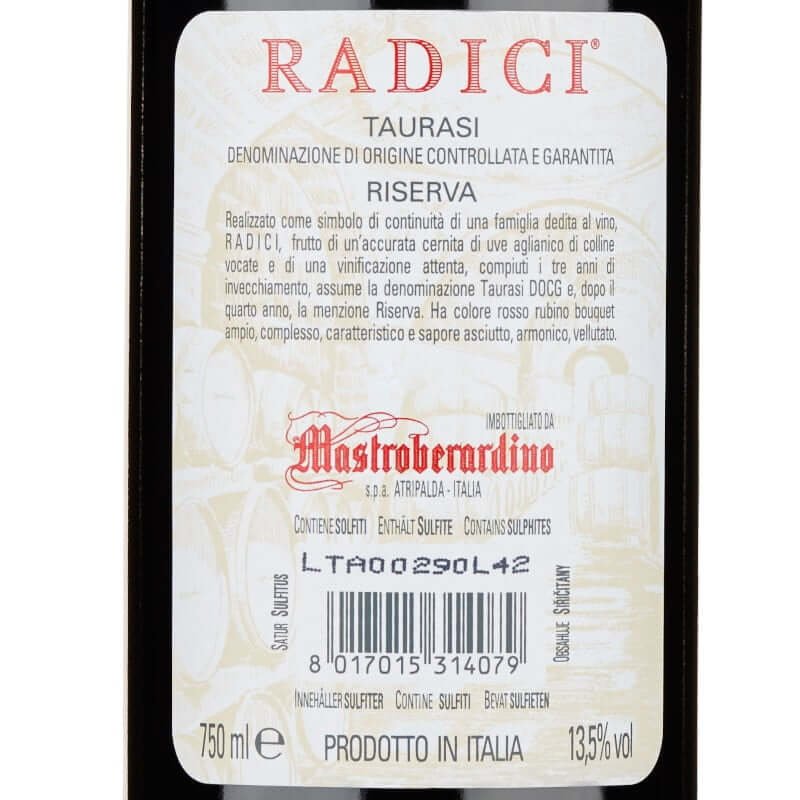 RADICI®
TAURASI
DENOMINAZIONE DI ORIGINE CONTROLLATA E GARANTITA
RISERVA
Realizzato come simbolo di continuità di una famiglia dedita al vino,
RADICI, frutto di un'accurata cernita di uve aglianico di colline
vocate e di una vinificazione attenta, compiuti i tre anni di
invecchiamento, assume la denominazione Taurasi DOCG e, dopo il
quarto anno, la menzione Riserva. Ha colore rosso rubino bouquet
ampio, complesso, caratteristico e sapore asciutto, armonico, vellutato.
IMBOTTIGLIATO DA
Mastroberardino
s.p.a. ATRIPALDA - ITALIA
CONTIENE SOLFITI ENTHÄLT SULFITE CONTAINS SULPHITES
LTA00290L42
SATUR SULFITUS
OBSAHUJE SIŘIČITANY
8 017015 314079
INNEHÅLLER SULFITER CONTINE SULFITI BEVAT SULFIETEN
750 ml e PRODOTTO IN ITALIA 13,5% vol